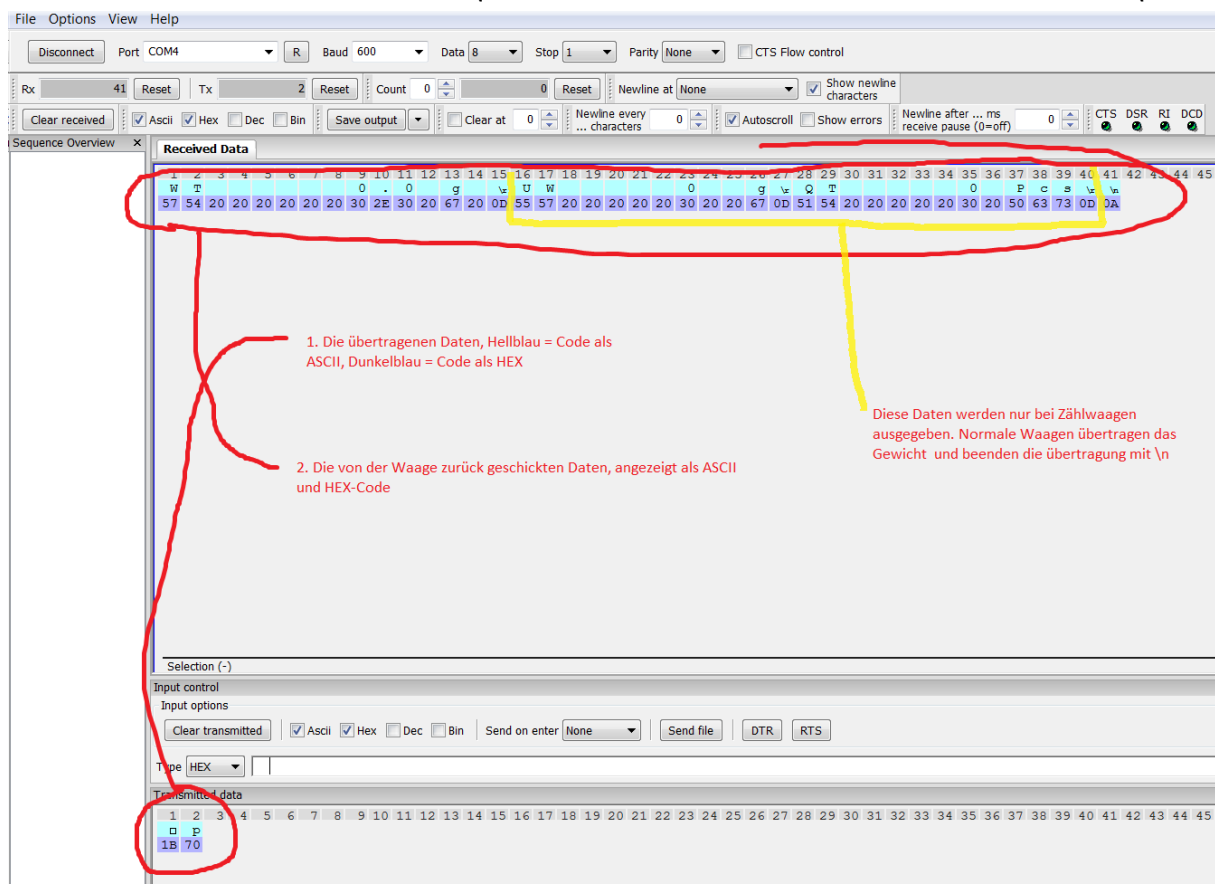 File Options View Help
Disconnect Port COM4 R Baud 600 Data 8 Stop 1 Parity None CTS Flow control
Rx 41 Reset Tx 2 Reset Count 0 0 Reset Newline at None Show newline characters
Clear received Ascii Hex Dec Bin Save output Clear at 0 Newline every ... characters 0 Autoscroll Show errors Newline after ... ms receive pause (0=off) 0 CTS DSR RI DCD
Sequence Overview x Received Data
1 2 3 4 5 6 7 8 9 10 11 12 13 14 15 16 17 18 19 20 21 22 23 24 25 26 27 28 29 30 31 32 33 34 35 36 37 38 39 40 41 42 43 44 45
W T 0 . 0 g \r U W 0 g \r Q T 0 P c s \r \n
57 54 20 20 20 20 20 20 30 2E 30 20 67 20 0D 55 57 20 20 20 20 20 20 30 20 20 67 0D 51 54 20 20 20 20 20 30 20 50 63 73 0D 0A
1. Die übertragenen Daten, Hellblau = Code als
ASCII, Dunkelblau = Code als HEX
Diese Daten werden nur bei Zählwaagen
ausgegeben. Normale Waagen übertragen das
Gewicht und beenden die übertragung mit \n
2. Die von der Waage zurück geschickten Daten, angezeigt als ASCII
und HEX-Code
Selection (-)
Input control
Input options
Clear transmitted Ascii Hex Dec Bin Send on enter None Send file DTR RTS
Type HEX
Transmitted data
1 2 3 4 5 6 7 8 9 10 11 12 13 14 15 16 17 18 19 20 21 22 23 24 25 26 27 28 29 30 31 32 33 34 35 36 37 38 39 40 41 42 43 44 45
p
1B 70